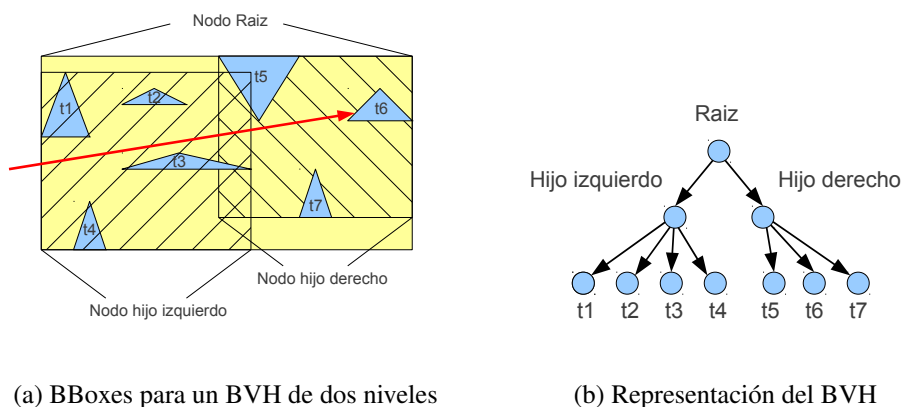 Nodo Raiz
t1
t2
t3
t4
t5
t6
t7
Nodo hijo derecho
Nodo hijo izquierdo
(a) BBoxes para un BVH de dos niveles
Raiz
Hijo izquierdo
Hijo derecho
t1 t2 t3 t4 t5 t6 t7
(b) Representación del BVH